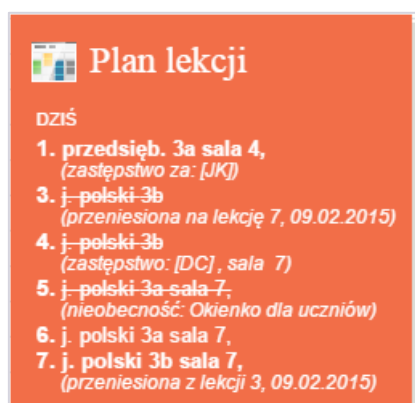 Plan lekcji
DZIŚ
1. przedsięb. 3a sala 4,
(zastępstwo za: [JK])
3. j. polski 3b
(przeniesiona na lekcję 7, 09.02.2015)
4. j. polski 3b
(zastępstwo: [DC] , sala 7)
5. j. polski 3a sala 7,
(nieobecność: Okienko dla uczniów)
6. j. polski 3a sala 7,
7. j. polski 3b sala 7,
(przeniesiona z lekcji 3, 09.02.2015)